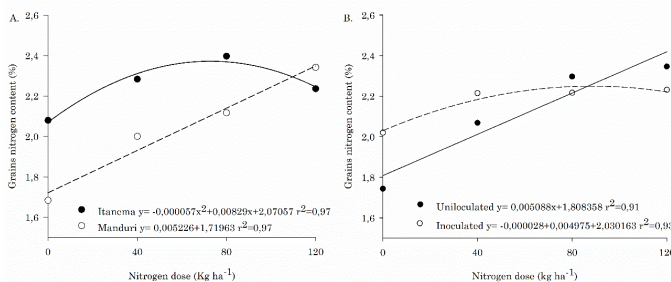 A.
2,6
2,4
2,2
2,0
1,8
1,6
Grains nitrogen content (%)
Itanema y= -0,000057x²+0,00829x+2,07057 r²=0,97
Manduri y= 0,005226+1,71963 r²=0,97
0 40 80 120
Nitrogen dose (Kg ha⁻¹)
B.
2,6
2,4
2,2
2,0
1,8
1,6
Grains nitrogen content (%)
Uniloculated y= 0,005088x+1,808358 r²=0,91
Inoculated y= -0,000028+0,004975+2,030163 r²=0,93
0 40 80 120
Nitrogen dose (kg ha⁻¹)